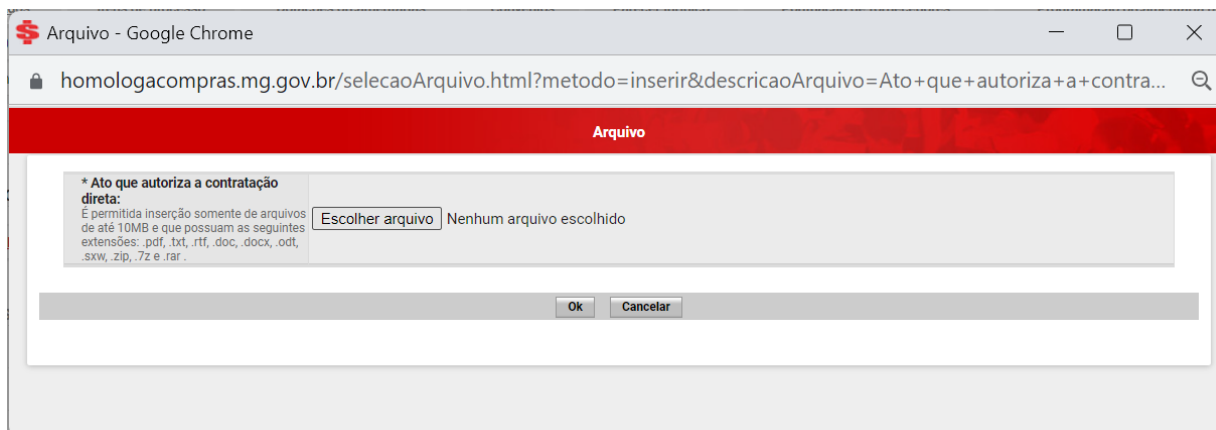 Arquivo - Google Chrome
homologacompras.mg.gov.br/selecaoArquivo.html?metodo=inserir&descricaoArquivo=Ato+que+autoriza+a+contra...
Arquivo
* Ato que autoriza a contratação
direta:
É permitida inserção somente de arquivos
de até 10MB e que possuam as seguintes
extensões: .pdf, .txt, .rtf, .doc, .docx, .odt,
.sxw, .zip, .7z e .rar .
Escolher arquivo Nenhum arquivo escolhido
Ok Cancelar